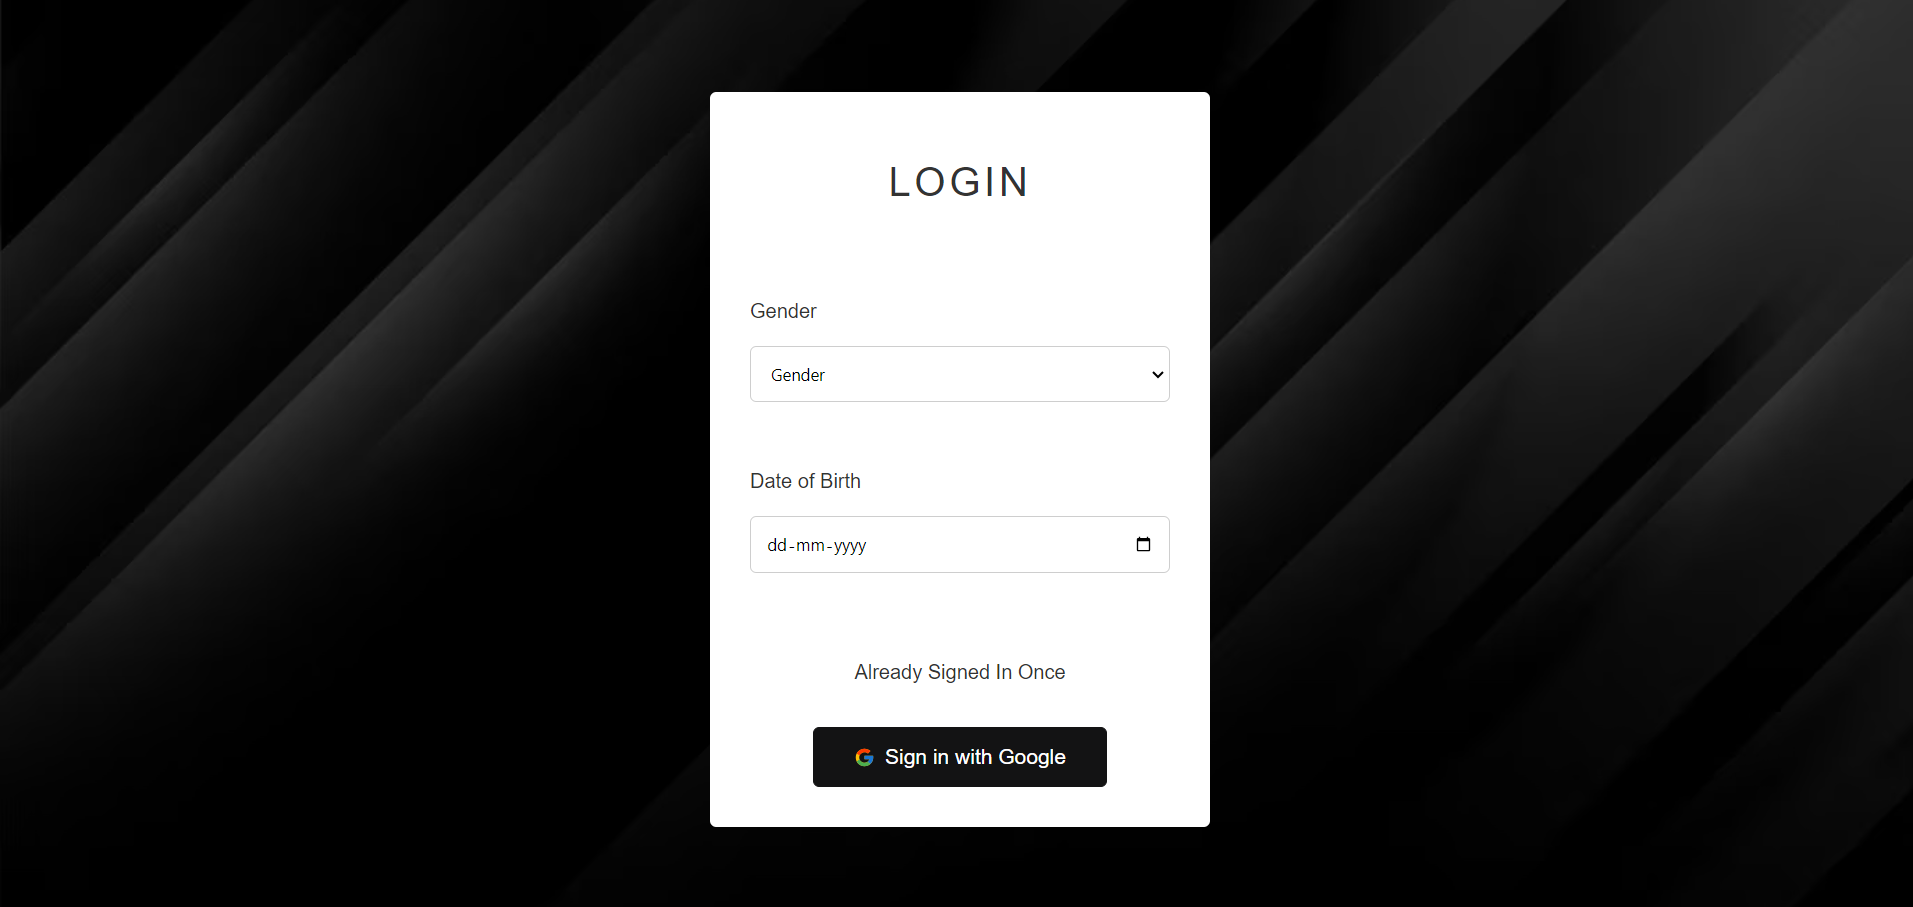 LOGIN
Gender
Gender
Date of Birth
dd-mm-yyyy
Already Signed In Once
Sign in with Google